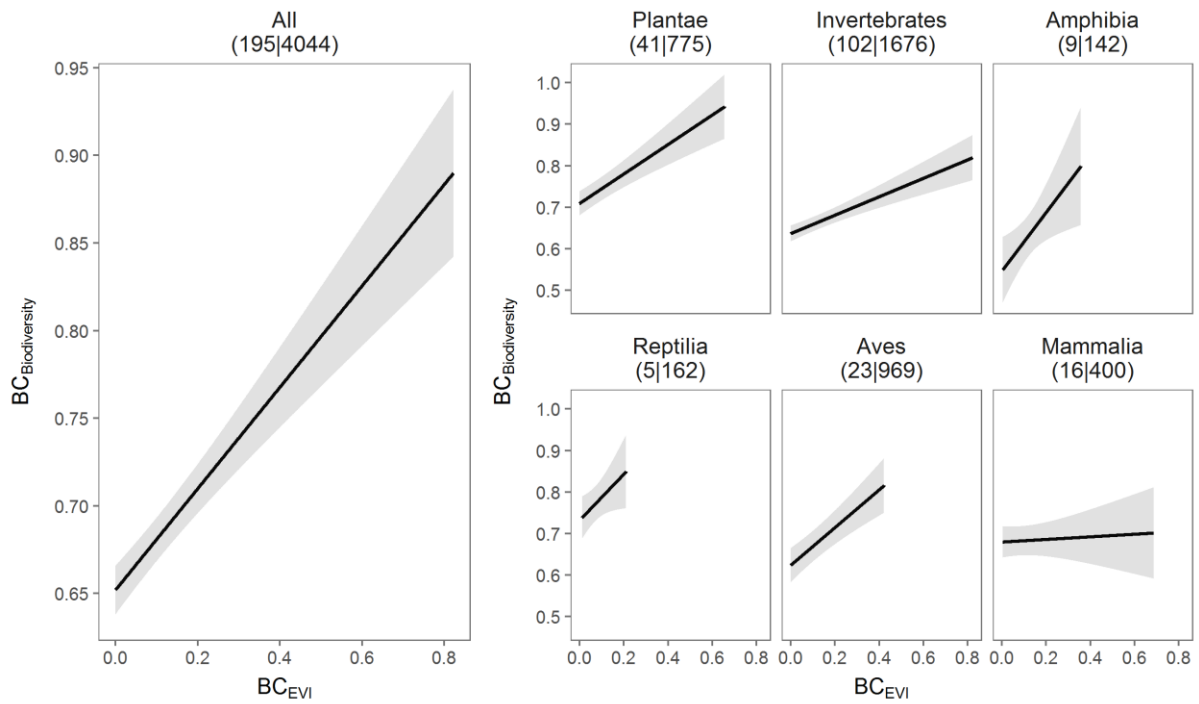 All
(195|4044)
0.95
0.90
0.85
0.80
0.75
0.70
0.65
BC_Biodiversity
0.0 0.2 0.4 0.6 0.8
BC_EVI
Plantae Invertebrates Amphibia
(41|775) (102|1676) (9|142)
1.0
0.9
0.8
0.7
0.6
0.5
BC_Biodiversity
Reptilia Aves Mammalia
(5|162) (23|969) (16|400)
1.0
0.9
0.8
0.7
0.6
0.5
0.0 0.2 0.4 0.6 0.8 0.0 0.2 0.4 0.6 0.8 0.0 0.2 0.4 0.6 0.8
BC_EVI